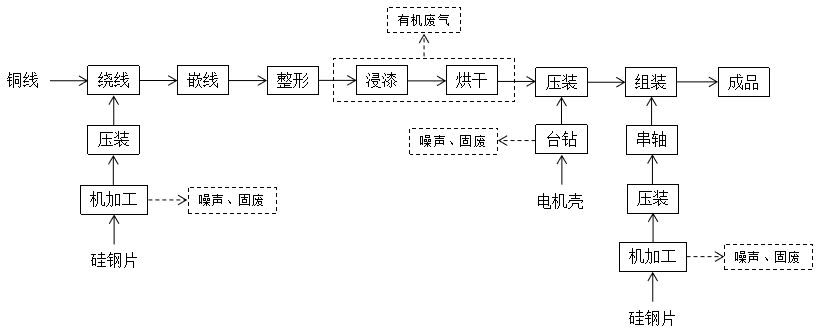 有机废气
铜线
绕线
嵌线
整形
浸漆
烘干
压装
组装
成品
压装
噪声、固废
台钻
串轴
机加工
噪声、固废
电机壳
压装
硅钢片
机加工
噪声、固废
硅钢片